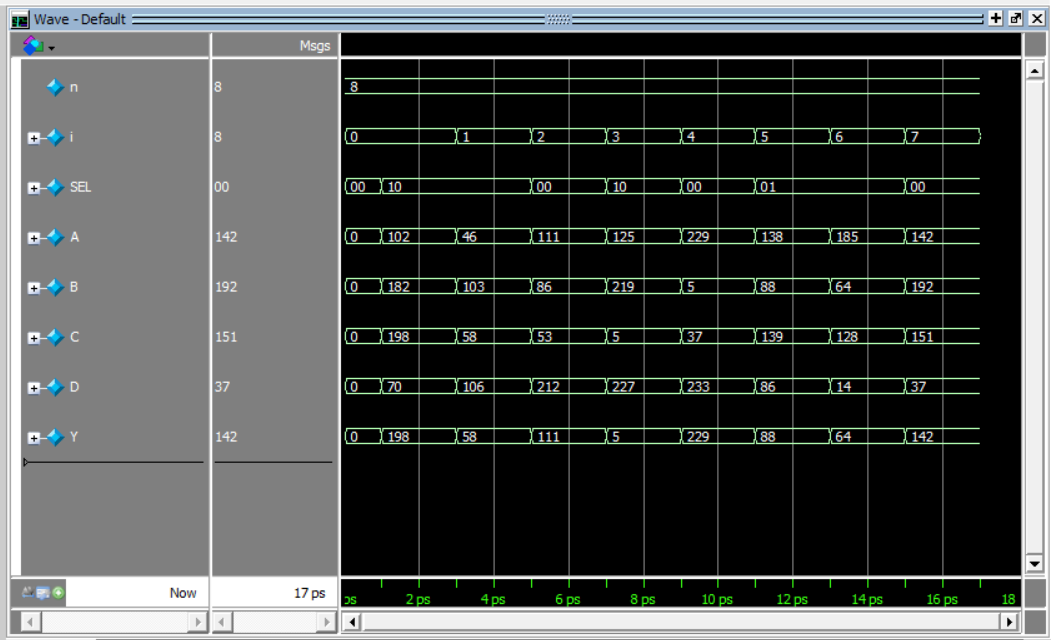 Wave - Default
Msgs
n 8 8
i 8 0 1 2 3 4 5 6 7
SEL 00 00 10 00 10 00 01 00
A 142 0 102 46 111 125 229 138 185 142
B 192 0 182 103 86 219 5 88 64 192
C 151 0 198 58 53 5 37 139 128 151
D 37 0 70 106 212 227 233 86 14 37
Y 142 0 198 58 111 5 229 88 64 142
Now 17 ps ps 2 ps 4 ps 6 ps 8 ps 10 ps 12 ps 14 ps 16 ps 18